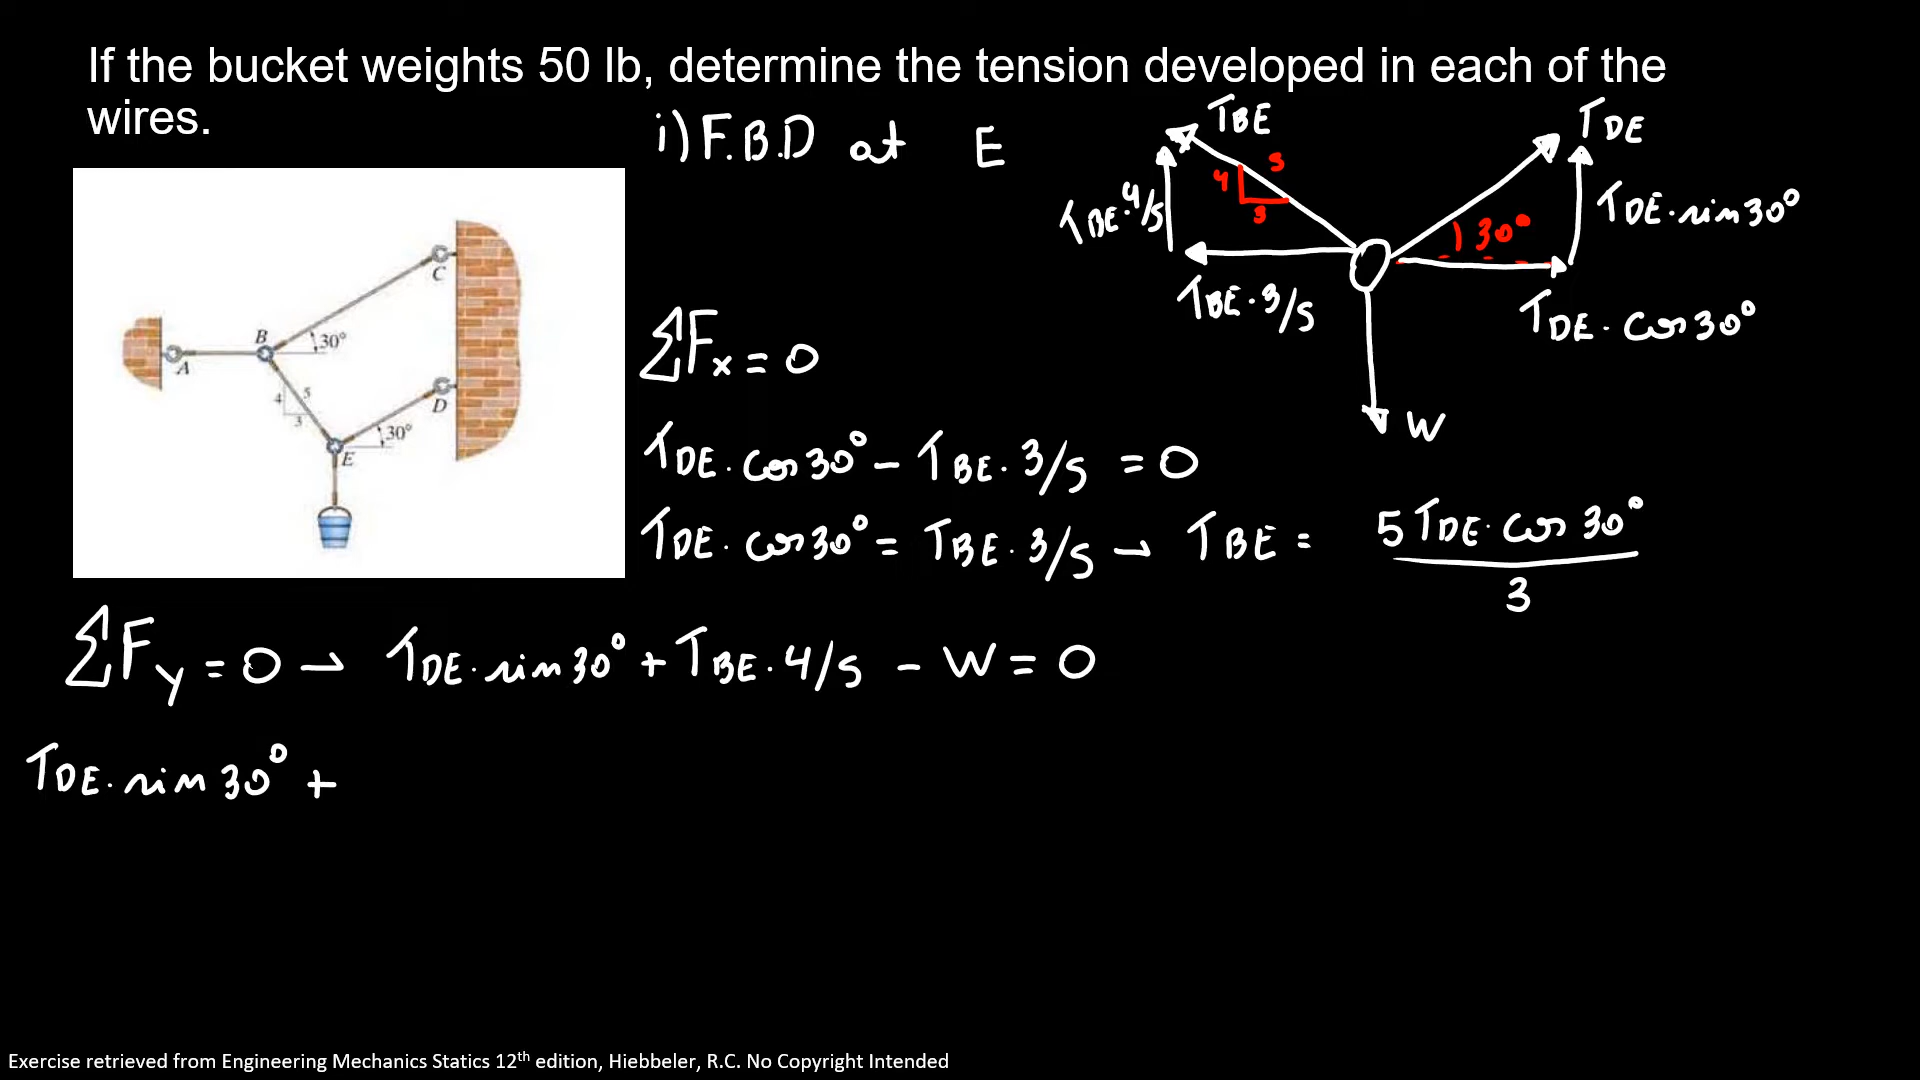 If the bucket weights 50 lb, determine the tension developed in each of the
wires.
i) F.B.D at E
TBE
TDE
4
5
3
TBE·4/5
TDE·sin30°
30°
TBE·3/5
TDE·cos30°
W
C
B
30°
A
4
5
3
D
30°
E
ΣFx = 0
TDE·cos30° - TBE·3/5 = 0
TDE·cos30° = TBE·3/5 → TBE = 5TDE·cos30°
3
ΣFy = 0 → TDE·sin30° + TBE·4/5 - W = 0
TDE·sin30° +
Exercise retrieved from Engineering Mechanics Statics 12th edition, Hiebbeler, R.C. No Copyright Intended